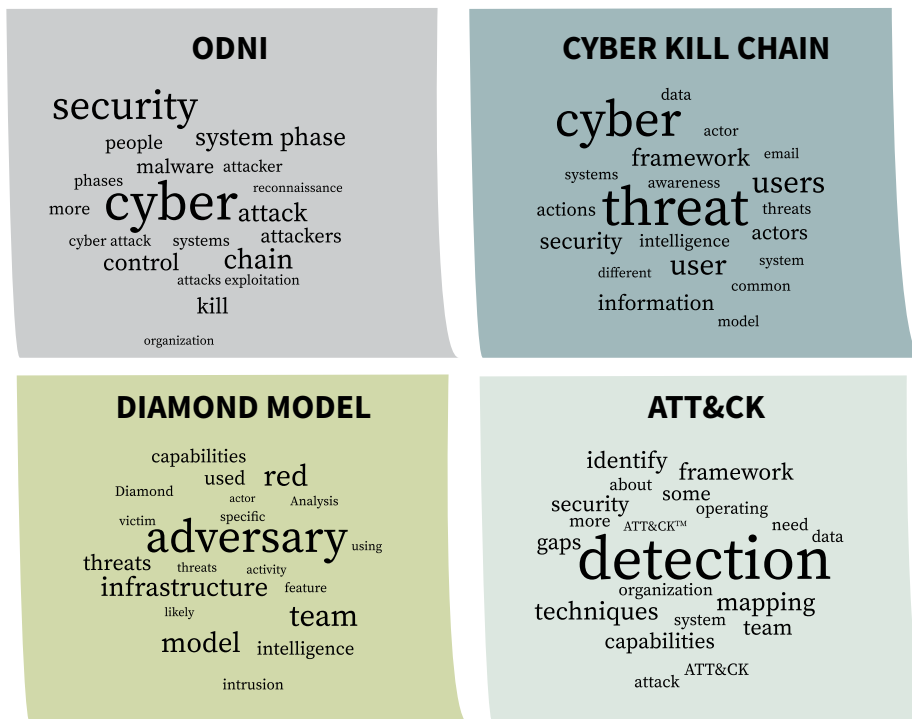 ODNI
security
people
system phase
malware
attacker
phases
reconnaissance
more
cyber
attack
cyber attack
systems
attackers
control
chain
attacks exploitation
kill
organization
CYBER KILL CHAIN
data
cyber
actor
framework
email
systems
awareness
users
actions
threat
threats
security
intelligence
actors
different
user
system
common
information
model
DIAMOND MODEL
capabilities
used
red
Diamond
actor
Analysis
victim
specific
adversary
using
threats
threats
activity
infrastructure
feature
likely
team
model
intelligence
intrusion
ATT&CK
identify
framework
about
some
security
operating
more
ATT&CK™
need
data
gaps
detection
organization
techniques
mapping
system
team
capabilities
ATT&CK
attack